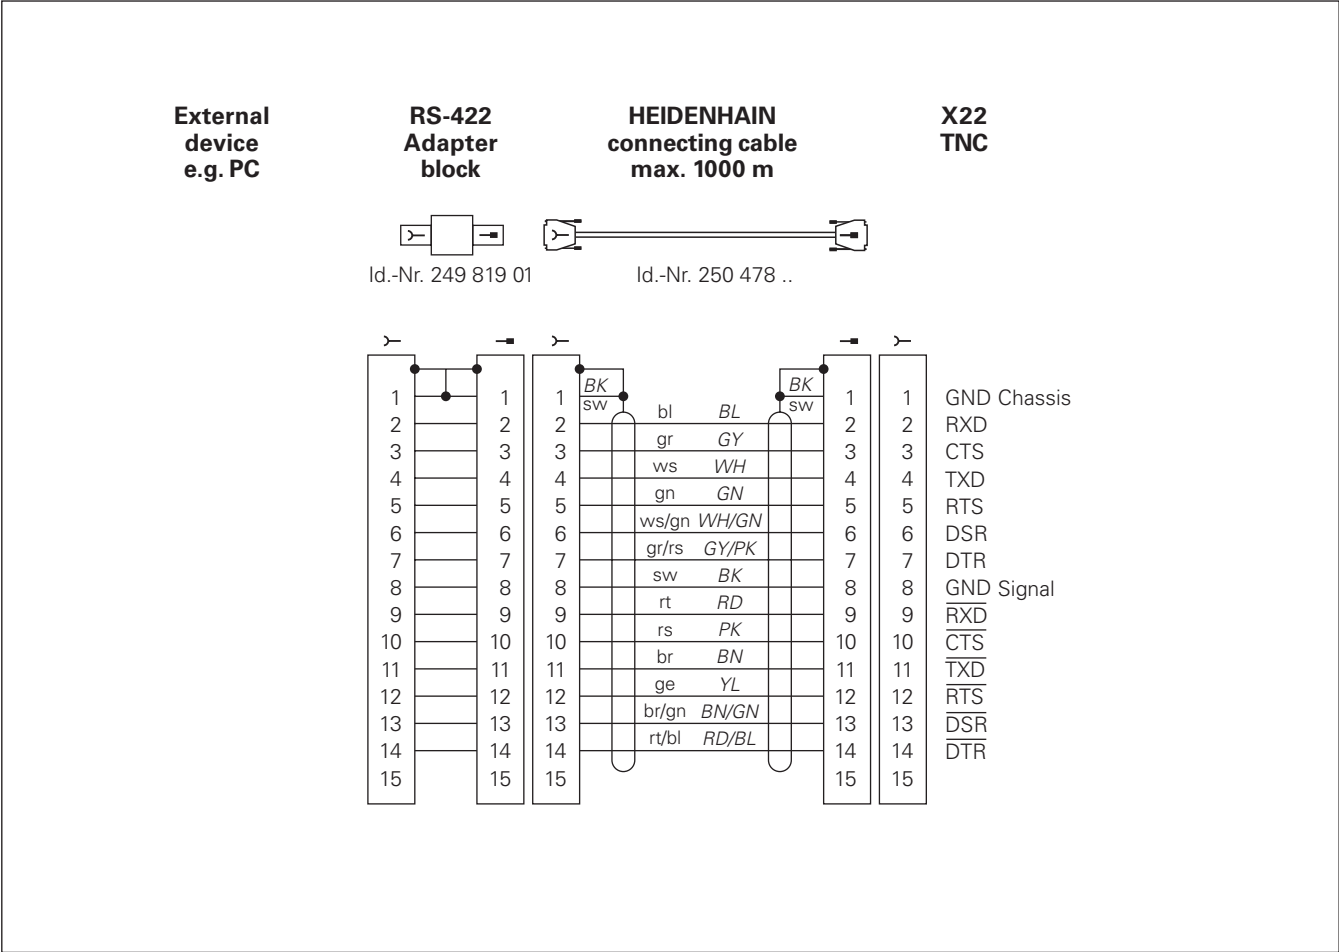 External
device
e.g. PC
RS-422
Adapter
block
HEIDENHAIN
connecting cable
max. 1000 m
X22
TNC
Id.-Nr. 249 819 01
Id.-Nr. 250 478 ..
BK BK
1 1 1 sw sw 1 1 GND Chassis
bl BL
2 2 2 2 2 RXD
gr GY
3 3 3 3 3 CTS
ws WH
4 4 4 4 4 TXD
gn GN
5 5 5 5 5 RTS
ws/gn WH/GN
6 6 6 6 6 DSR
gr/rs GY/PK
7 7 7 7 7 DTR
sw BK
8 8 8 8 8 GND Signal
rt RD
9 9 9 9 9 R̅X̅D̅
rs PK
10 10 10 10 10 C̅T̅S̅
br BN
11 11 11 11 11 T̅X̅D̅
ge YL
12 12 12 12 12 R̅T̅S̅
br/gn BN/GN
13 13 13 13 13 D̅S̅R̅
rt/bl RD/BL
14 14 14 14 14 D̅T̅R̅
15 15 15 15 15